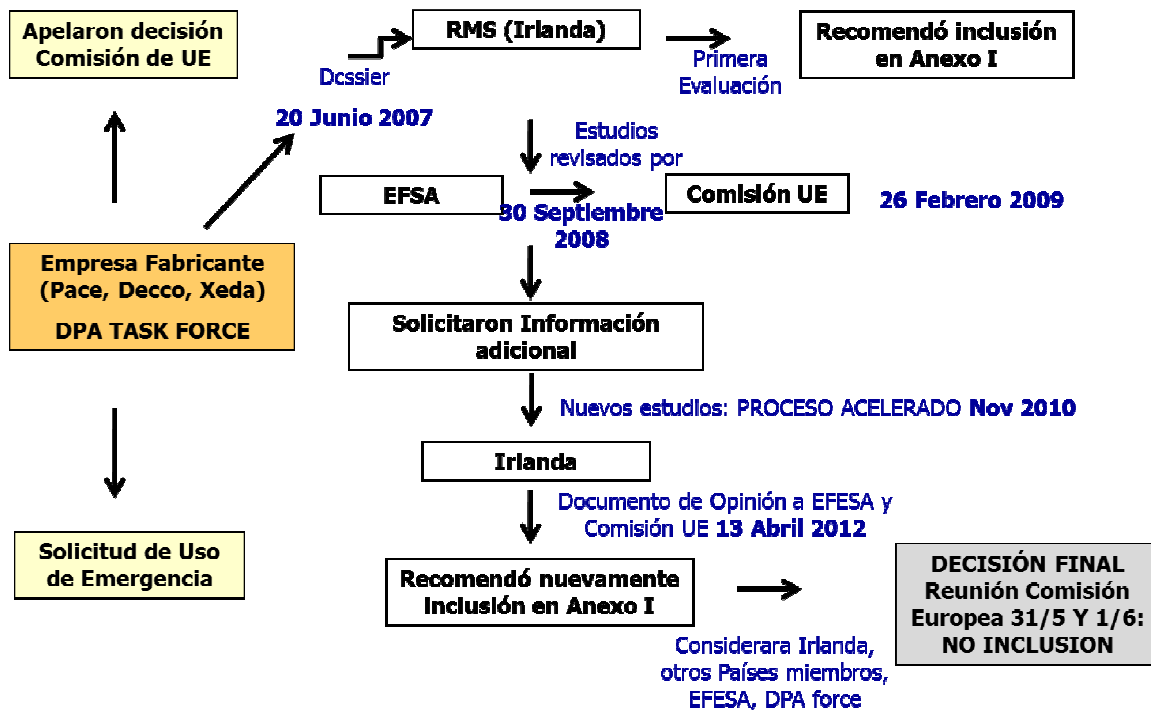 Apelaron decisión
Comisión de UE
RMS (Irlanda)
Recomendó inclusión
en Anexo I
Primera
Evaluación
Dcssier
20 Junio 2007
Estudios
revisados por
EFSA
Comisión UE
26 Febrero 2009
30 Septiembre
2008
Empresa Fabricante
(Pace, Decco, Xeda)
DPA TASK FORCE
Solicitaron Información
adicional
Nuevos estudios: PROCESO ACELERADO Nov 2010
Irlanda
Documento de Opinión a EFESA y
Comisión UE 13 Abril 2012
Solicitud de Uso
de Emergencia
Recomendó nuevamente
inclusión en Anexo I
DECISIÓN FINAL
Reunión Comisión
Europea 31/5 Y 1/6:
NO INCLUSION
Considerara Irlanda,
otros Países miembros,
EFESA, DPA force